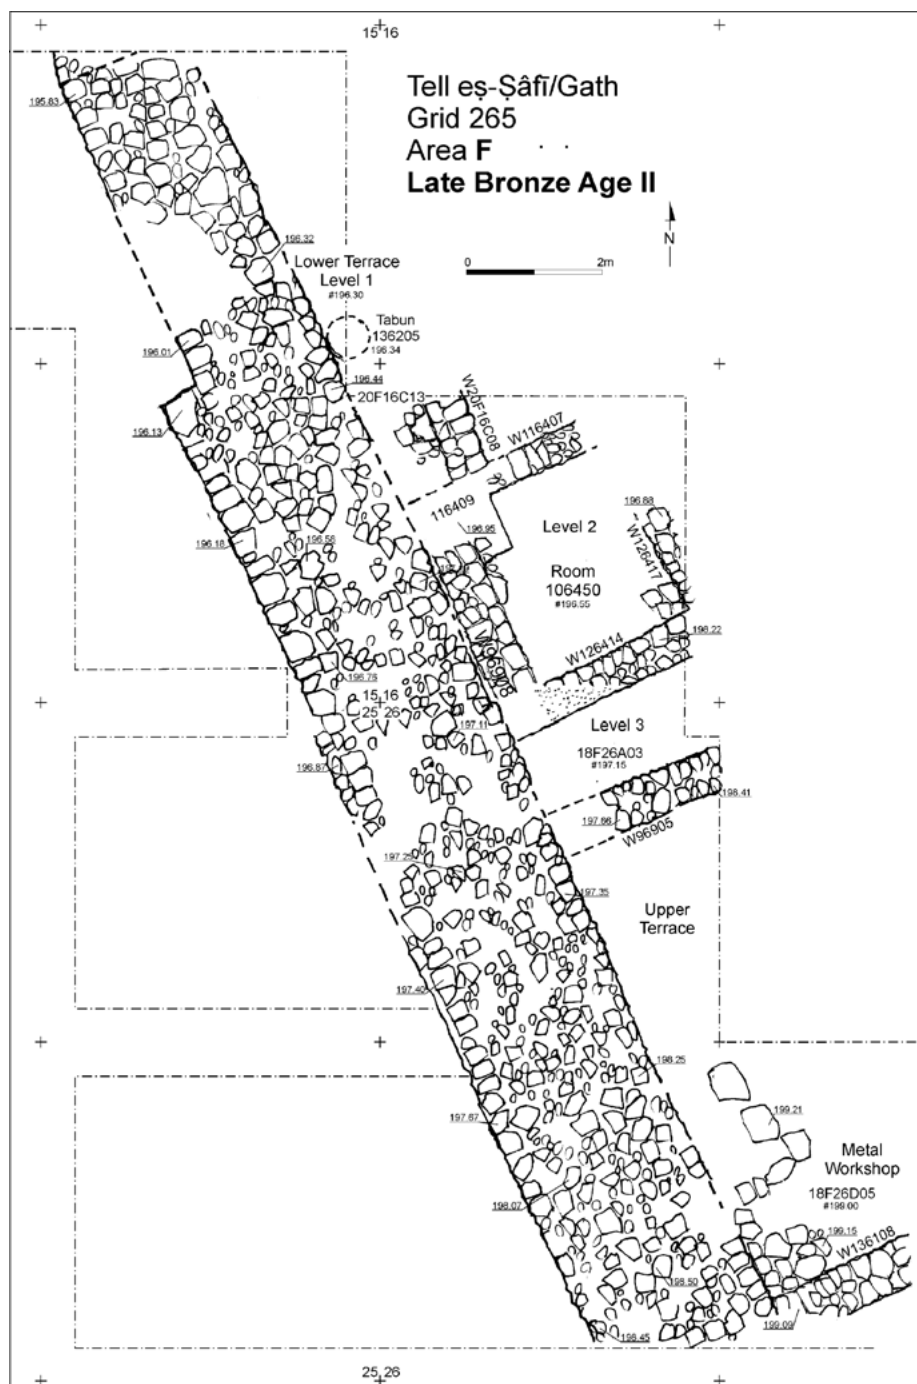 15 16
Tell eṣ-Ṣâfī/Gath
Grid 265
Area F
Late Bronze Age II
N
0 2m
195.83
196.32
Lower Terrace
Level 1
#196.30
Tabun
136205
196.34
196.01
196.44
20F16C13
196.13
W20F16C08
W116407
116409
196.95
Level 2
196.88
W126417
196.18
196.58
Room
106450
#196.55
W126414
198.22
196.76
15 16
25 26
197.11
Level 3
18F26A03
#197.15
196.87
198.41
197.66
W96905
197.35
Upper
Terrace
197.40
198.25
197.67
199.21
Metal
Workshop
18F26D05
#199.00
198.07
199.15
W136108
198.50
199.09
198.45
25 26